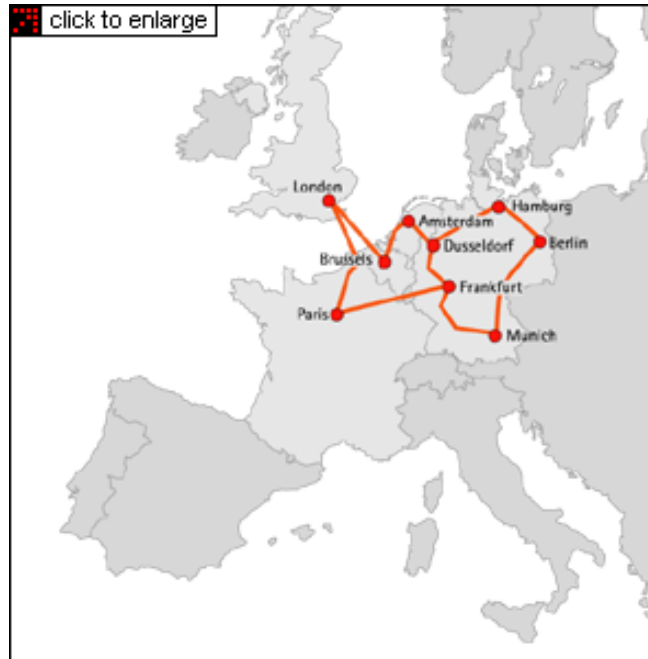 click to enlarge
London
Hamburg
Amsterdam
Dusseldorf
Berlin
Brussels
Frankfurt
Paris
Munich